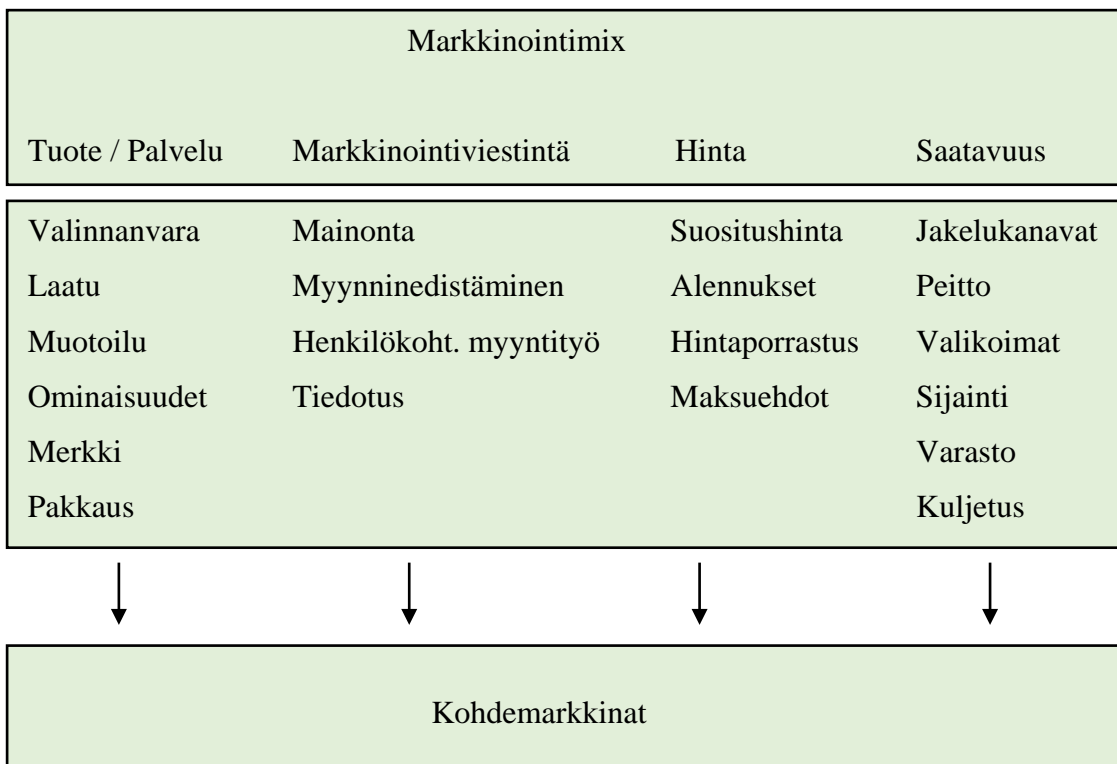 Markkinointimix
Tuote / Palvelu Markkinointiviestintä Hinta Saatavuus
Valinnanvara Mainonta Suositushinta Jakelukanavat
Laatu Myynninedistäminen Alennukset Peitto
Muotoilu Henkilökoht. myyntityö Hintaporrastus Valikoimat
Ominaisuudet Tiedotus Maksuehdot Sijainti
Merkki Varasto
Pakkaus Kuljetus
Kohdemarkkinat